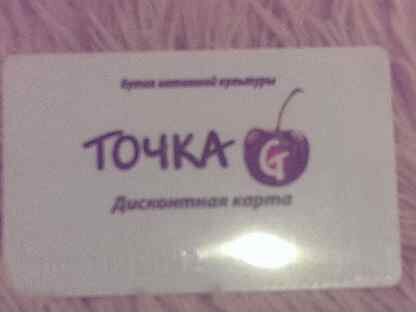 бутик интимной культуры
ТОЧКА G
Дисконтная карта